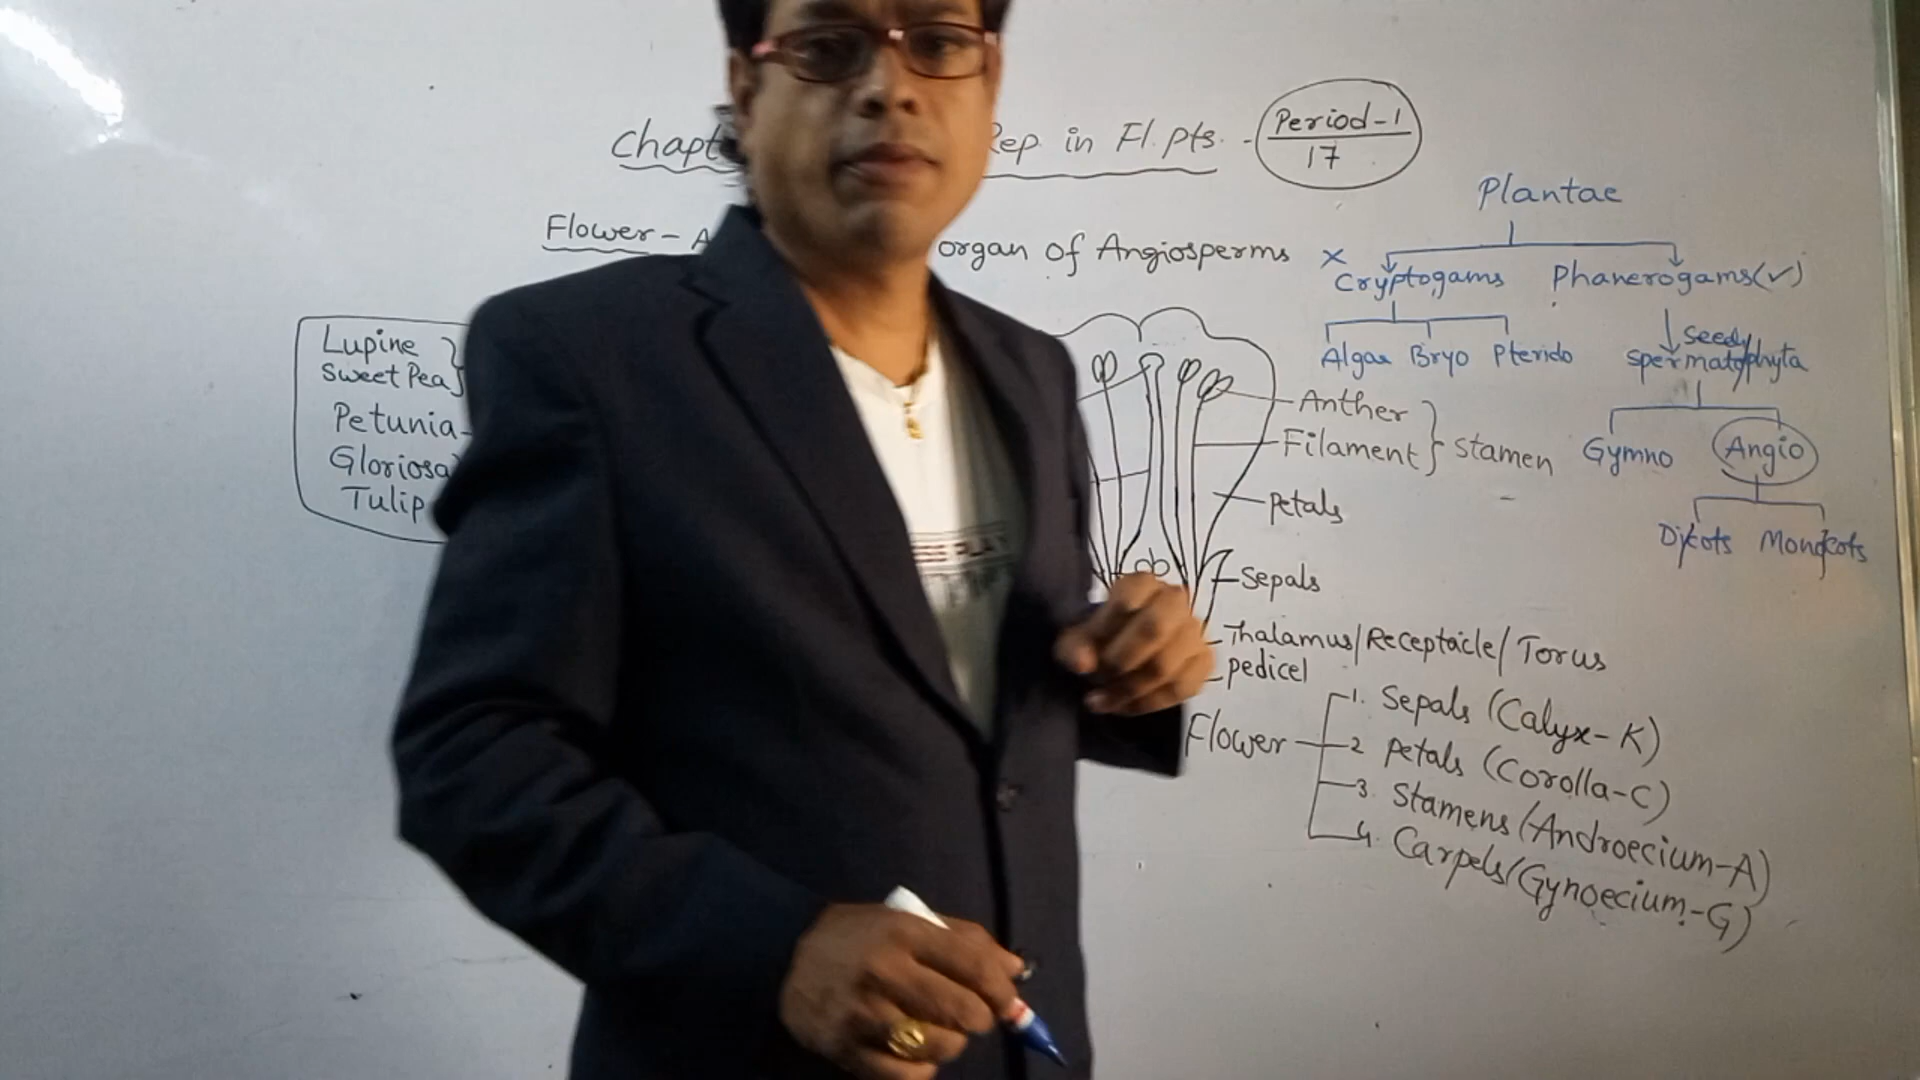 Chapt Rep. in Fl. pts. - Period-1
17
Flower - A organ of Angiosperms
Lupine
Sweet Pea
Petunia-
Gloriosa
Tulip
Anther
Filament
Stamen
Petals
Sepals
Thalamus/Receptacle/Torus
Pedicel
Flower
1. Sepals (Calyx-K)
2 Petals (Corolla-C)
3. Stamens (Androecium-A)
4. Carpels (Gynoecium-G)
Plantae
x Cryptogams Phanerogams(✓)
Algae Bryo Pterido
Seedy
Spermatophyta
Gymno Angio
Dicots Monocots